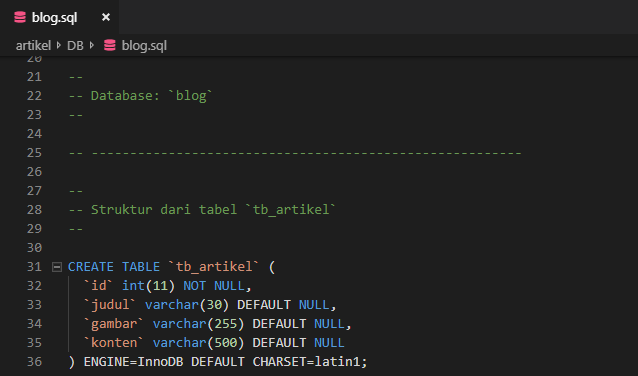 blog.sql ×
artikel DB blog.sql
20
21 --
22 -- Database: `blog`
23 --
24
25 -- --------------------------------------------------------
26
27 --
28 -- Struktur dari tabel `tb_artikel`
29 --
30
31 CREATE TABLE `tb_artikel` (
32 `id` int(11) NOT NULL,
33 `judul` varchar(30) DEFAULT NULL,
34 `gambar` varchar(255) DEFAULT NULL,
35 `konten` varchar(500) DEFAULT NULL
36 ) ENGINE=InnoDB DEFAULT CHARSET=latin1;